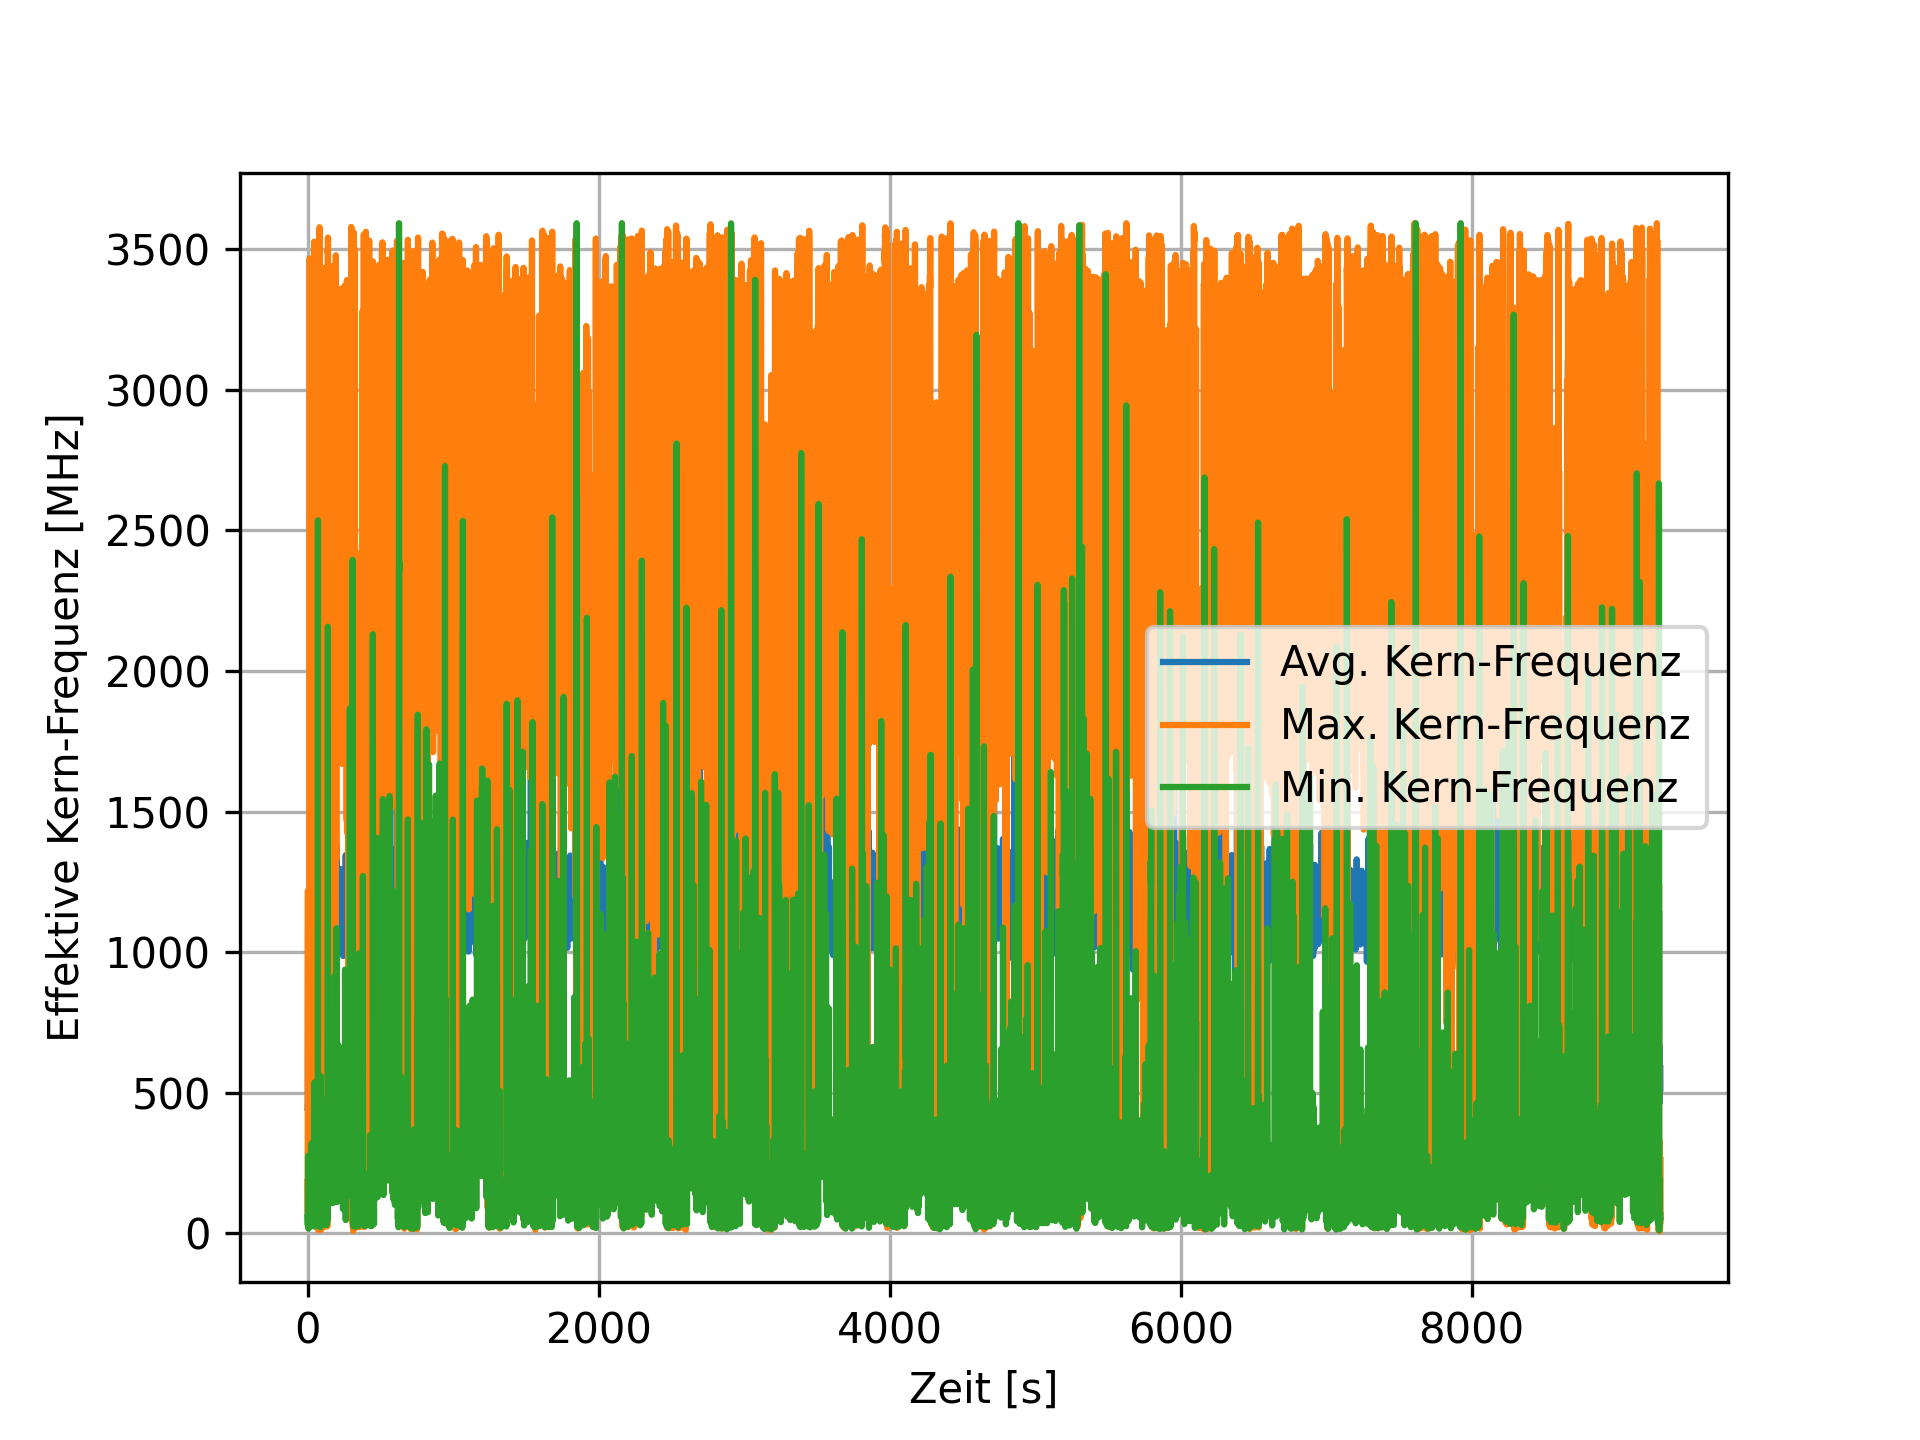 Effektive Kern-Frequenz [MHz]
3500
3000
2500
2000
1500
1000
500
0
Avg. Kern-Frequenz
Max. Kern-Frequenz
Min. Kern-Frequenz
0 2000 4000 6000 8000
Zeit [s]